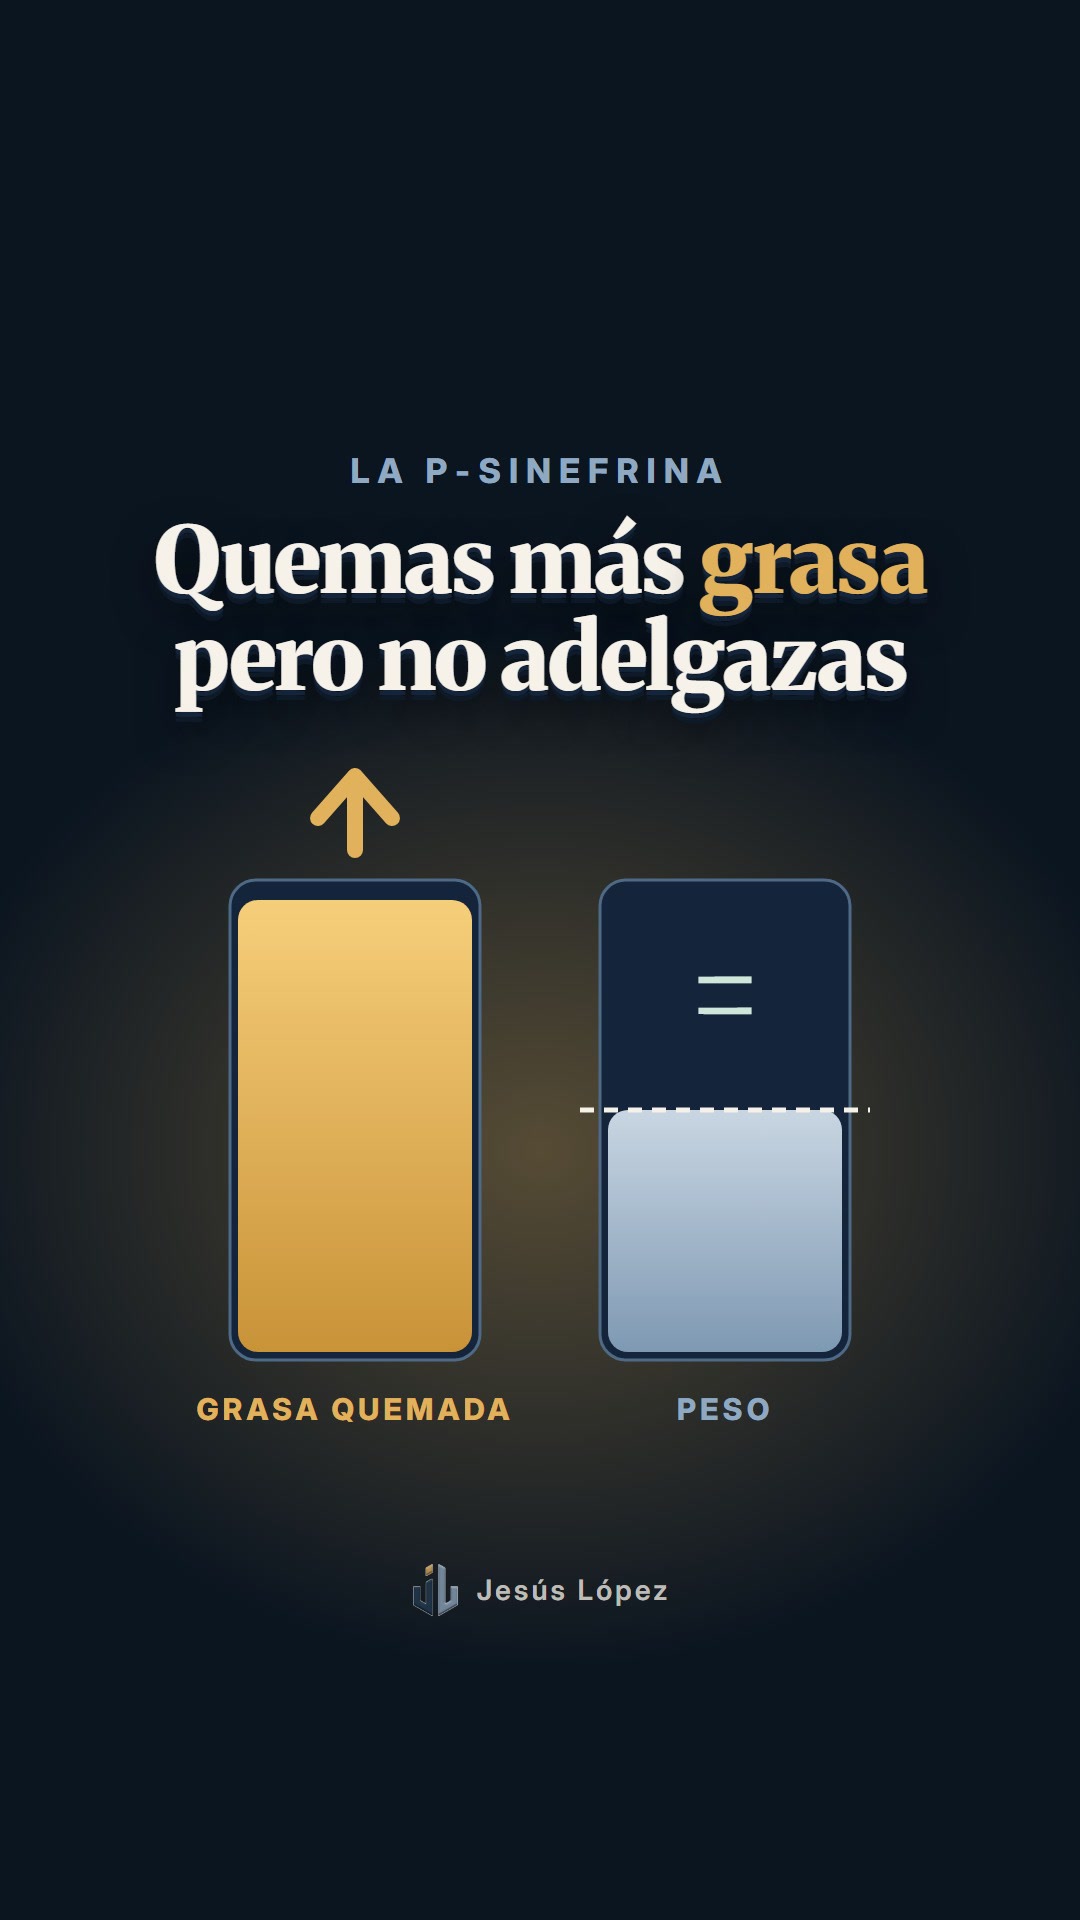 LA P-SINEFRINA
Quemas más grasa
pero no adelgazas
=
GRASA QUEMADA
PESO
Jesús López